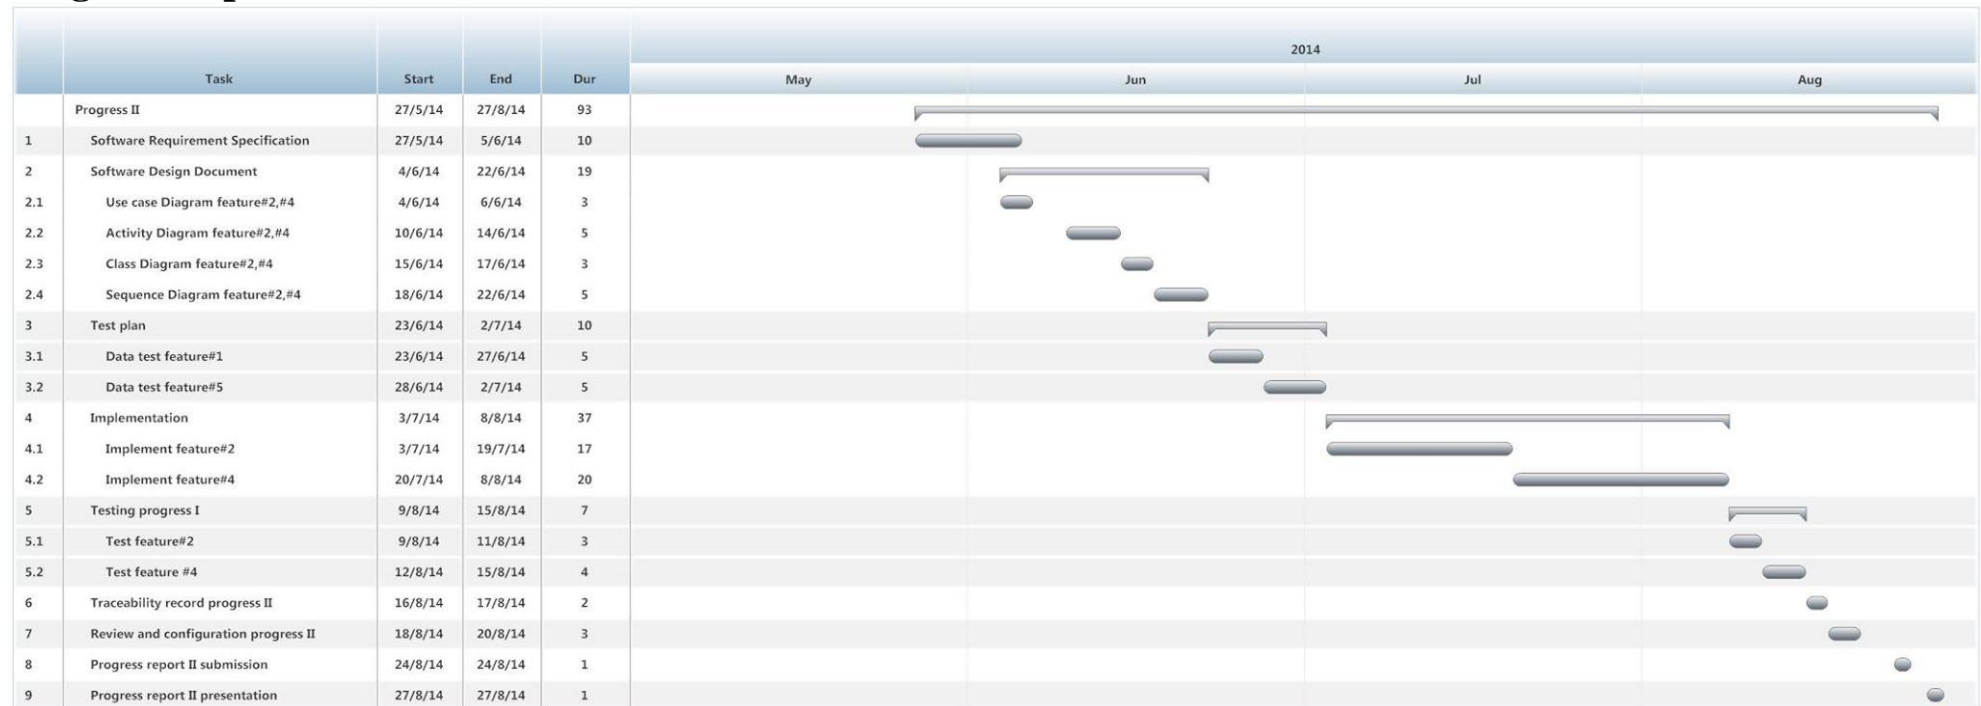 2014
Task Start End Dur May Jun Jul Aug
Progress II 27/5/14 27/8/14 93
1 Software Requirement Specification 27/5/14 5/6/14 10
2 Software Design Document 4/6/14 22/6/14 19
2.1 Use case Diagram feature#2,#4 4/6/14 6/6/14 3
2.2 Activity Diagram feature#2,#4 10/6/14 14/6/14 5
2.3 Class Diagram feature#2,#4 15/6/14 17/6/14 3
2.4 Sequence Diagram feature#2,#4 18/6/14 22/6/14 5
3 Test plan 23/6/14 2/7/14 10
3.1 Data test feature#1 23/6/14 27/6/14 5
3.2 Data test feature#5 28/6/14 2/7/14 5
4 Implementation 3/7/14 8/8/14 37
4.1 Implement feature#2 3/7/14 19/7/14 17
4.2 Implement feature#4 20/7/14 8/8/14 20
5 Testing progress I 9/8/14 15/8/14 7
5.1 Test feature#2 9/8/14 11/8/14 3
5.2 Test feature #4 12/8/14 15/8/14 4
6 Traceability record progress II 16/8/14 17/8/14 2
7 Review and configuration progress II 18/8/14 20/8/14 3
8 Progress report II submission 24/8/14 24/8/14 1
9 Progress report II presentation 27/8/14 27/8/14 1